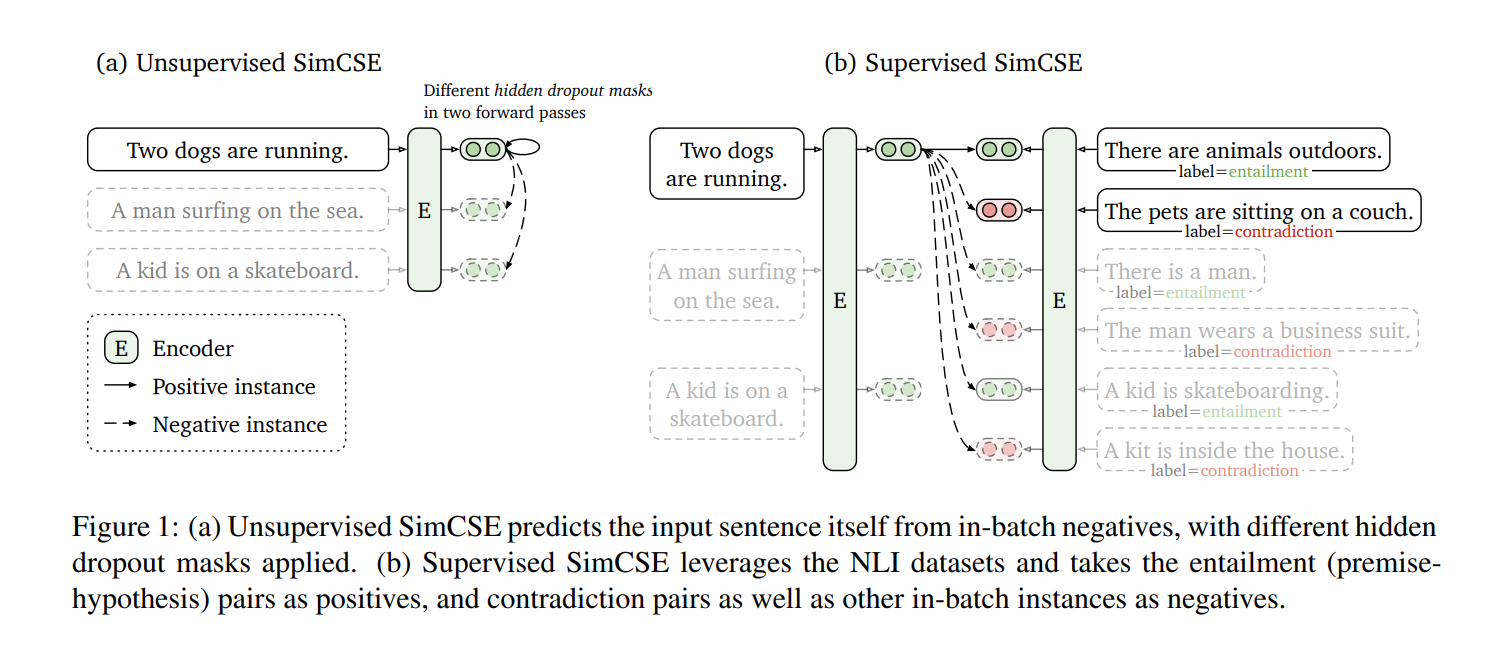 (a) Unsupervised SimCSE
Different hidden dropout masks
in two forward passes
Two dogs are running.
A man surfing on the sea.
A kid is on a skateboard.
E
E Encoder
Positive instance
Negative instance
(b) Supervised SimCSE
Two dogs
are running.
A man surfing
on the sea.
A kid is on a
skateboard.
E
E
There are animals outdoors.
label=entailment
The pets are sitting on a couch.
label=contradiction
There is a man.
label=entailment
The man wears a business suit.
label=contradiction
A kid is skateboarding.
label=entailment
A kit is inside the house.
label=contradiction
Figure 1: (a) Unsupervised SimCSE predicts the input sentence itself from in-batch negatives, with different hidden
dropout masks applied. (b) Supervised SimCSE leverages the NLI datasets and takes the entailment (premise-
hypothesis) pairs as positives, and contradiction pairs as well as other in-batch instances as negatives.